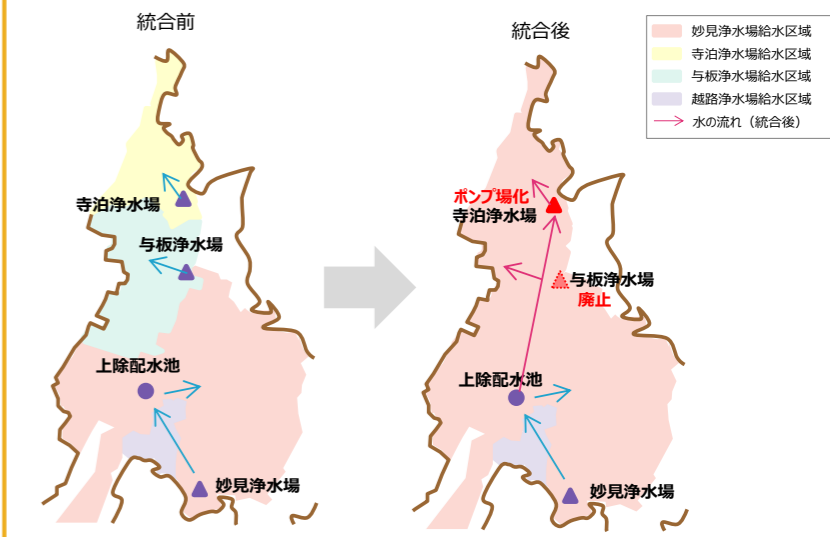 統合前
寺泊浄水場
与板浄水場
上除配水池
妙見浄水場
統合後
ポンプ場化
寺泊浄水場
与板浄水場
廃止
上除配水池
妙見浄水場
妙見浄水場給水区域
寺泊浄水場給水区域
与板浄水場給水区域
越路浄水場給水区域
水の流れ（統合後）